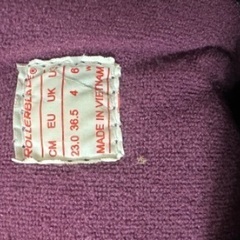 ROLLERBLADE®
CM EU UK US
23.0 36.5 4 6
MADE IN VIETNAM